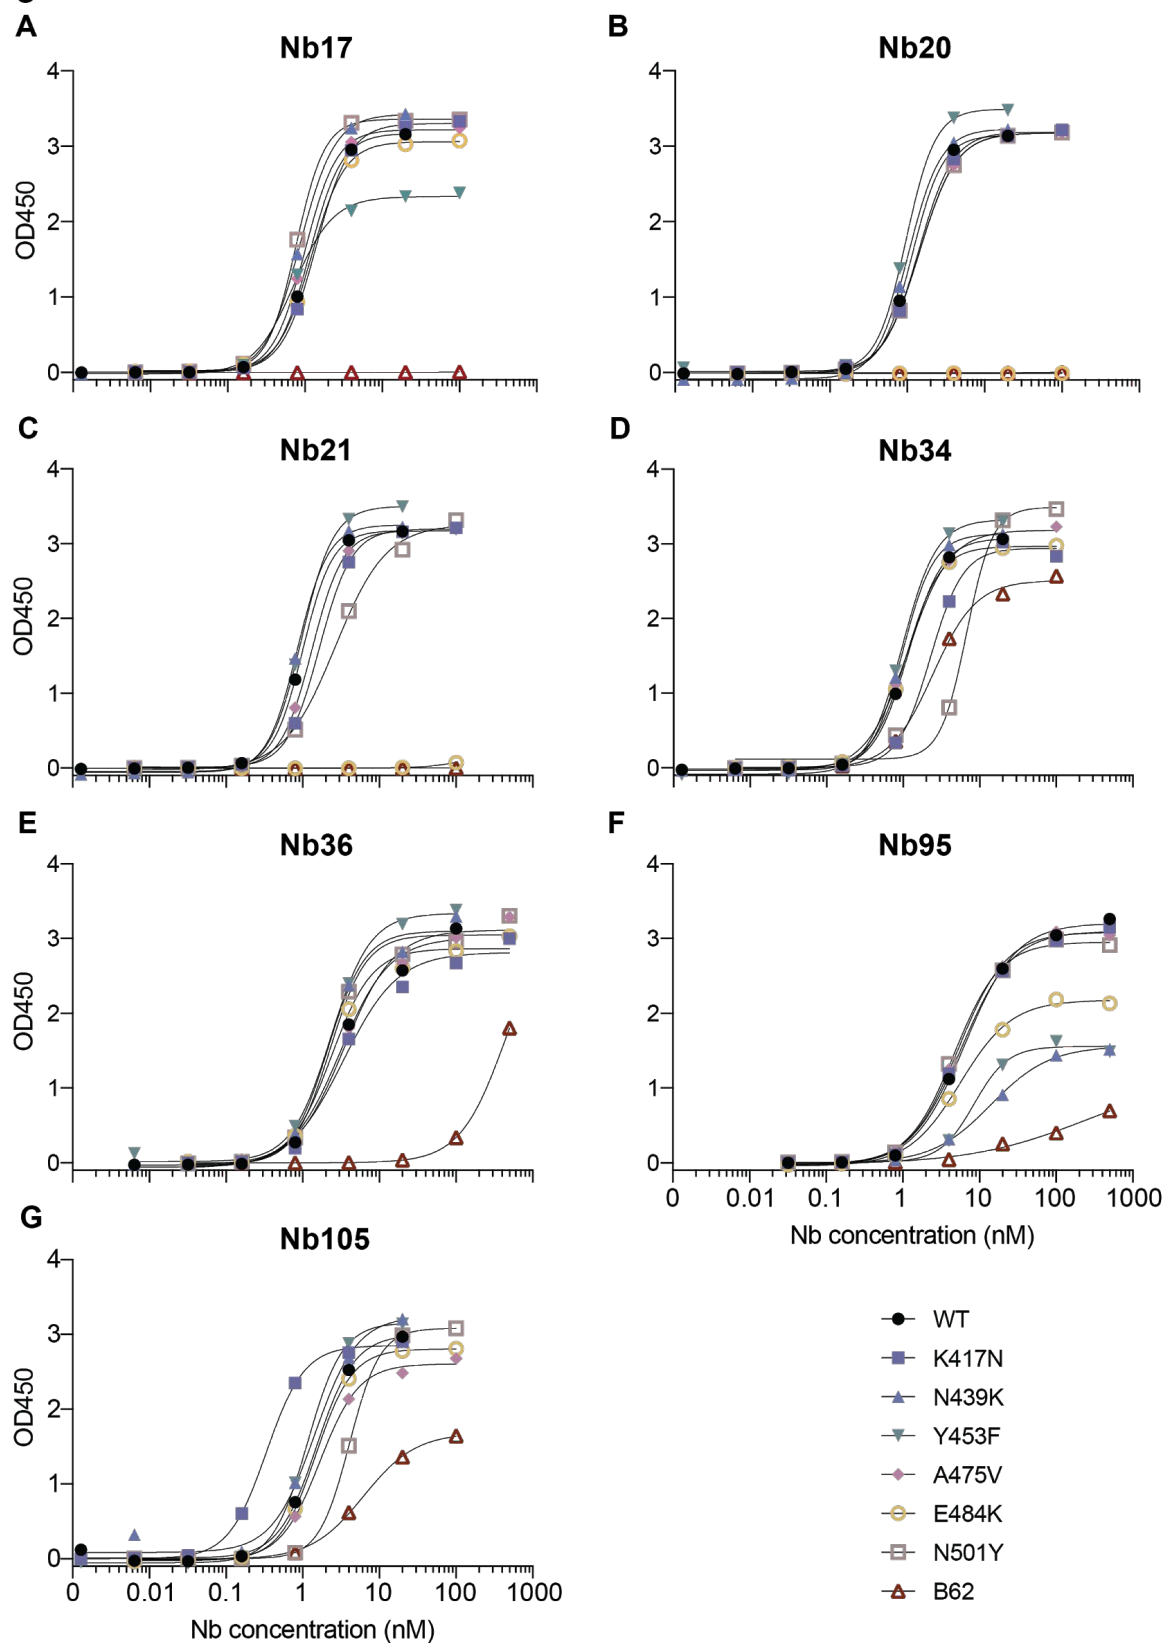 A
Nb17
B
Nb20
4
3
2
1
0
OD450
4
3
2
1
0
C
Nb21
D
Nb34
4
3
2
1
0
OD450
4
3
2
1
0
E
Nb36
F
Nb95
4
3
2
1
0
OD450
4
3
2
1
0
0 0.01 0.1 1 10 100 1000
Nb concentration (nM)
G
Nb105
4
3
2
1
0
OD450
0 0.01 0.1 1 10 100 1000
Nb concentration (nM)
WT
K417N
N439K
Y453F
A475V
E484K
N501Y
B62